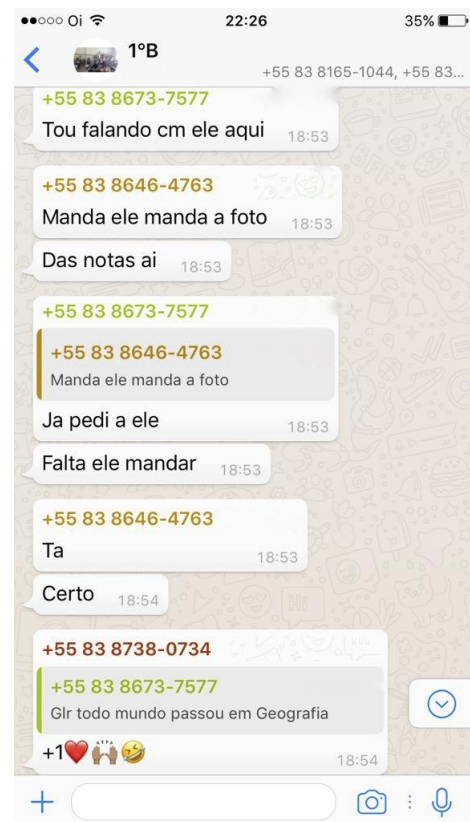 Oi 22:26 35%
1ºB
+55 83 8165-1044, +55 83...
+55 83 8673-7577
Tou falando cm ele aqui 18:53
+55 83 8646-4763
Manda ele manda a foto 18:53
Das notas ai 18:53
+55 83 8673-7577
+55 83 8646-4763
Manda ele manda a foto
Ja pedi a ele 18:53
Falta ele mandar 18:53
+55 83 8646-4763
Ta 18:53
Certo 18:54
+55 83 8738-0734
+55 83 8673-7577
Glr todo mundo passou em Geografia
+1❤️🙌🏽🤣 18:54